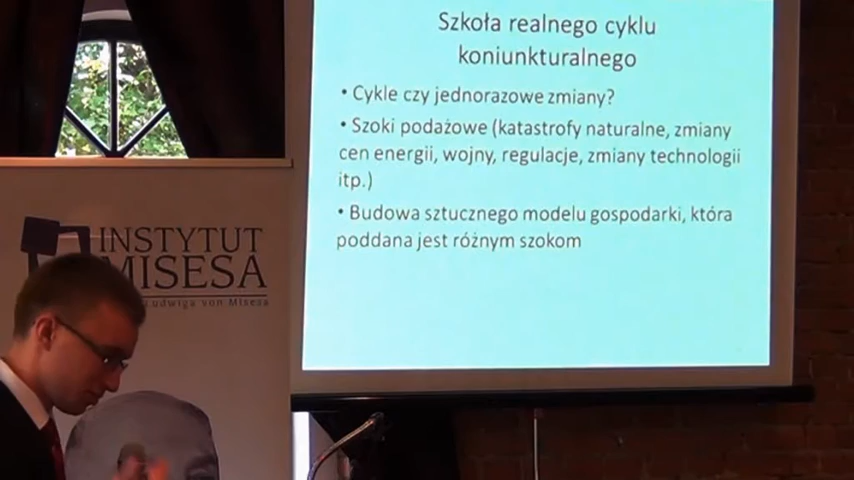 Szkoła realnego cyklu
koniunkturalnego
• Cykle czy jednorazowe zmiany?
• Szoki podażowe (katastrofy naturalne, zmiany
cen energii, wojny, regulacje, zmiany technologii
itp.)
• Budowa sztucznego modelu gospodarki, która
poddana jest różnym szokom
INSTYTUT
MISESA
Ludwiga von Misesa